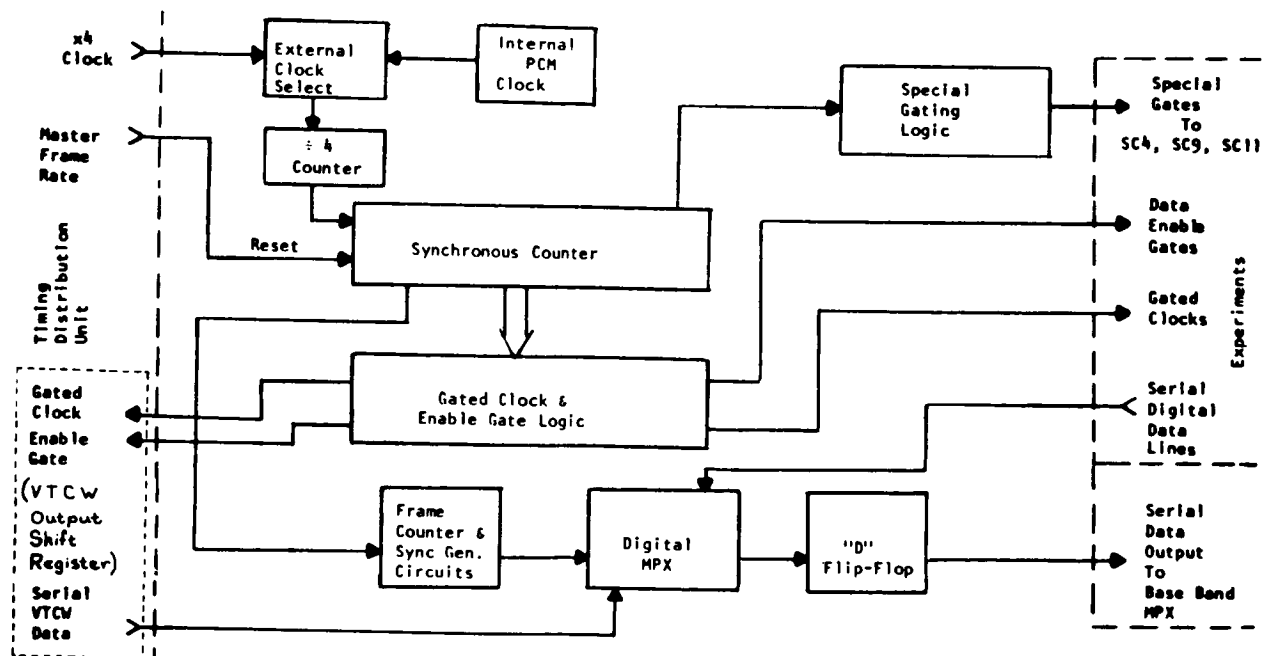 x4
Clock
External
Clock
Select
Internal
PCM
Clock
Special
Gating
Logic
Special
Gates
To
SC4, SC9, SC11
Master
Frame
Rate
÷ 4
Counter
Reset
Synchronous Counter
Data
Enable
Gates
Timing
Distribution
Unit
Gated
Clocks
Experiments
Gated
Clock
Enable
Gate
Gated Clock &
Enable Gate Logic
Serial
Digital
Data
Lines
(VTCW
Output
Shift
Register)
Serial
VTCW
Data
Frame
Counter &
Sync Gen.
Circuits
Digital
MPX
"D"
Flip-Flop
Serial
Data
Output
To
Base Band
MPX